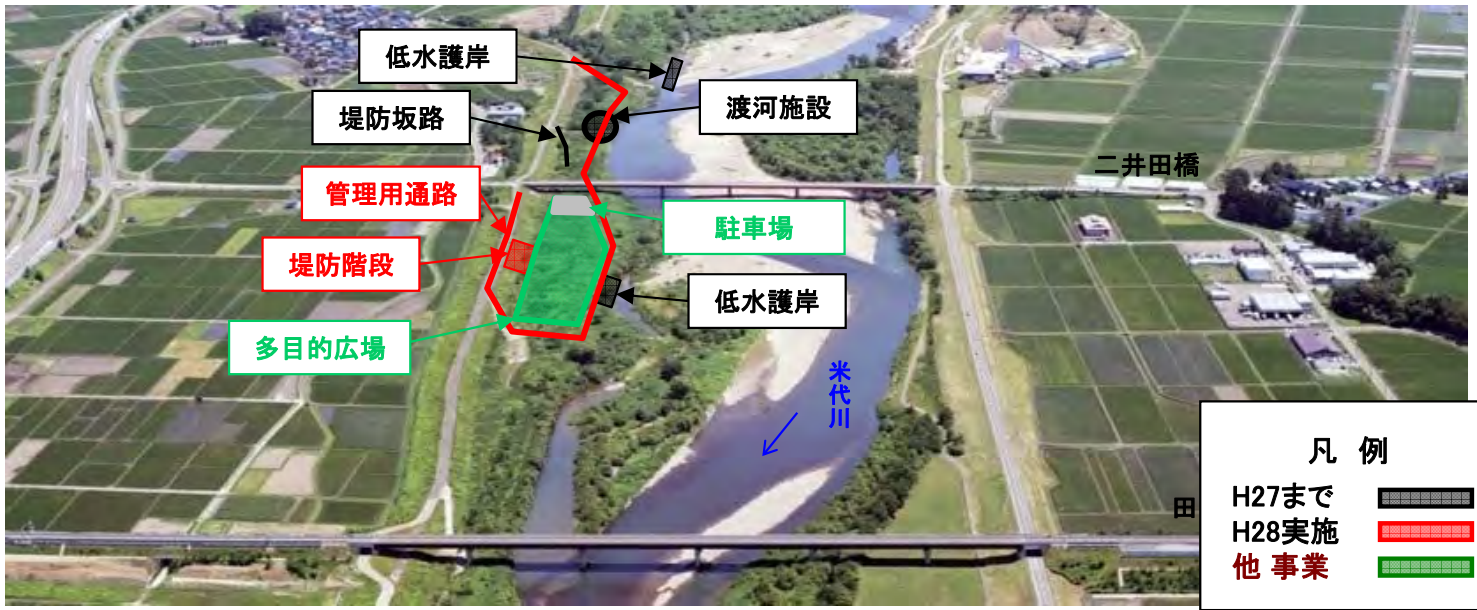 低水護岸
渡河施設
堤防坂路
二井田橋
管理用通路
駐車場
堤防階段
低水護岸
多目的広場
米代川
田
凡 例
H27まで
H28実施
他 事業